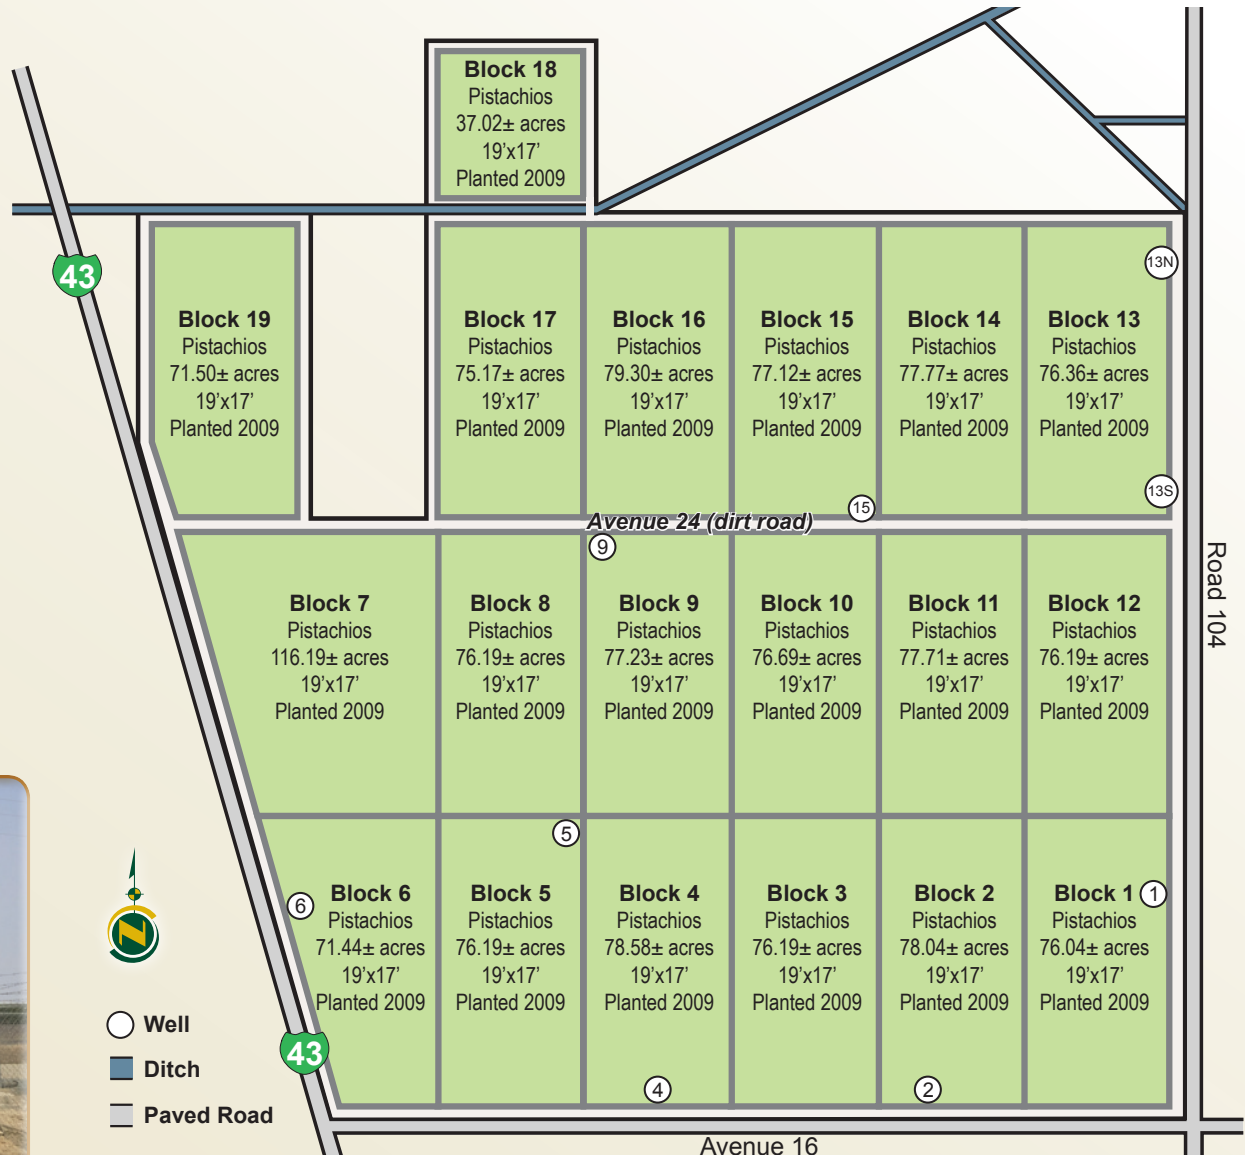 Block 18
Pistachios
37.02± acres
19'x17'
Planted 2009
43
13N
Block 19
Pistachios
71.50± acres
19'x17'
Planted 2009
Block 17
Pistachios
75.17± acres
19'x17'
Planted 2009
Block 16
Pistachios
79.30± acres
19'x17'
Planted 2009
Block 15
Pistachios
77.12± acres
19'x17'
Planted 2009
Block 14
Pistachios
77.77± acres
19'x17'
Planted 2009
Block 13
Pistachios
76.36± acres
19'x17'
Planted 2009
13S
15
Avenue 24 (dirt road)
9
Road 104
Block 7
Pistachios
116.19± acres
19'x17'
Planted 2009
Block 8
Pistachios
76.19± acres
19'x17'
Planted 2009
Block 9
Pistachios
77.23± acres
19'x17'
Planted 2009
Block 10
Pistachios
76.69± acres
19'x17'
Planted 2009
Block 11
Pistachios
77.71± acres
19'x17'
Planted 2009
Block 12
Pistachios
76.19± acres
19'x17'
Planted 2009
5
6
Block 6
Pistachios
71.44± acres
19'x17'
Planted 2009
Block 5
Pistachios
76.19± acres
19'x17'
Planted 2009
Block 4
Pistachios
78.58± acres
19'x17'
Planted 2009
Block 3
Pistachios
76.19± acres
19'x17'
Planted 2009
Block 2
Pistachios
78.04± acres
19'x17'
Planted 2009
Block 1
Pistachios
76.04± acres
19'x17'
Planted 2009
1
N
Well
Ditch
Paved Road
43
4
2
Avenue 16